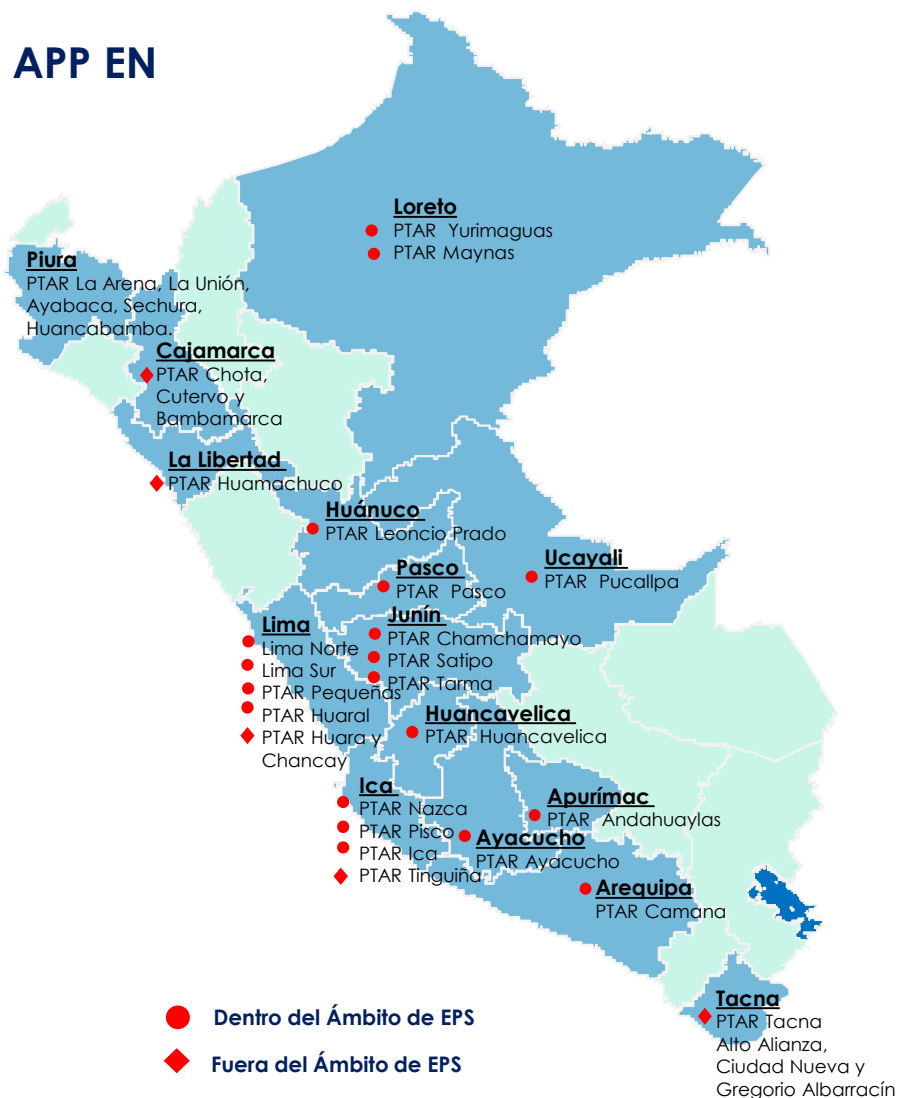 APP EN
Loreto
PTAR Yurimaguas
PTAR Maynas
Piura
PTAR La Arena, La Unión,
Ayabaca, Sechura,
Huancabamba.
Cajamarca
PTAR Chota,
Cutervo y
Bambamarca
La Libertad
PTAR Huamachuco
Huánuco
PTAR Leoncio Prado
Ucayali
PTAR Pucallpa
Pasco
PTAR Pasco
Junín
PTAR Chamchamayo
PTAR Satipo
PTAR Tarma
Lima
Lima Norte
Lima Sur
PTAR Pequeñas
PTAR Huaral
PTAR Huara y
Chancay
Huancavelica
PTAR Huancavelica
Ica
PTAR Nazca
PTAR Pisco
PTAR Ica
PTAR Tinguiña
Apurímac
PTAR Andahuaylas
Ayacucho
PTAR Ayacucho
Arequipa
PTAR Camana
Tacna
PTAR Tacna
Alto Alianza,
Ciudad Nueva y
Gregorio Albarracín
Dentro del Ámbito de EPS
Fuera del Ámbito de EPS